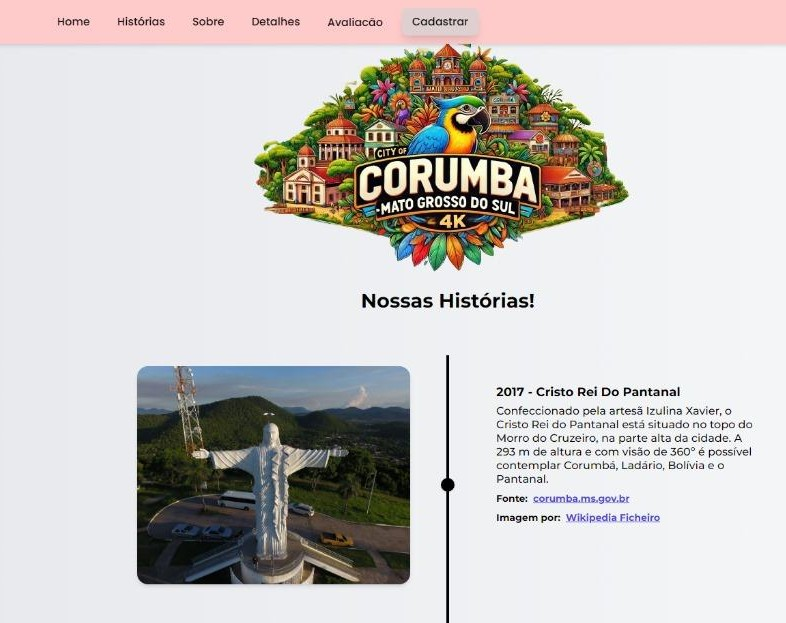 Home Histórias Sobre Detalhes Avaliacão Cadastrar
CITY OF
CORUMBA
-MATO GROSSO DO SUL
4K
Nossas Histórias!
2017 - Cristo Rei Do Pantanal
Confeccionado pela artesã Izulina Xavier, o
Cristo Rei do Pantanal está situado no topo do
Morro do Cruzeiro, na parte alta da cidade. A
293 m de altura e com visão de 360º é possível
contemplar Corumbá, Ladário, Bolívia e o
Pantanal.
Fonte: corumba.ms.gov.br
Imagem por: Wikipedia Ficheiro